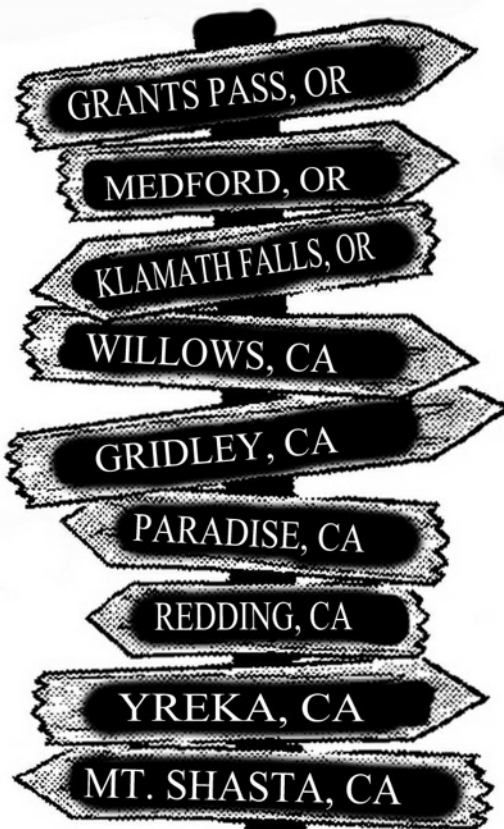 GRANTS PASS, OR
MEDFORD, OR
KLAMATH FALLS, OR
WILLOWS, CA
GRIDLEY, CA
PARADISE, CA
REDDING, CA
YREKA, CA
MT. SHASTA, CA